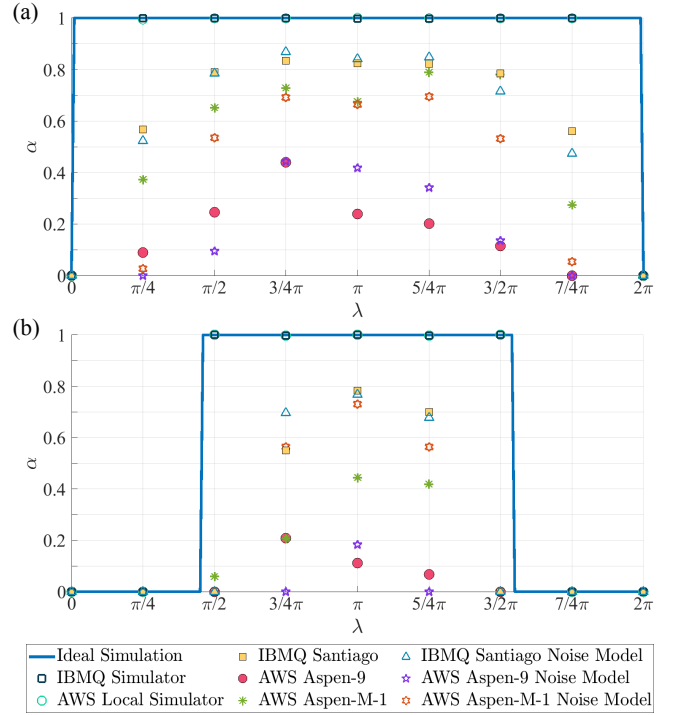 (a)
1
0.8
0.6
0.4
0.2
0
α
0 π/4 π/2 3/4π π 5/4π 3/2π 7/4π 2π
λ
(b)
1
0.8
0.6
0.4
0.2
0
α
0 π/4 π/2 3/4π π 5/4π 3/2π 7/4π 2π
λ
Ideal Simulation IBMQ Santiago IBMQ Santiago Noise Model
IBMQ Simulator AWS Aspen-9 AWS Aspen-9 Noise Model
AWS Local Simulator AWS Aspen-M-1 AWS Aspen-M-1 Noise Model